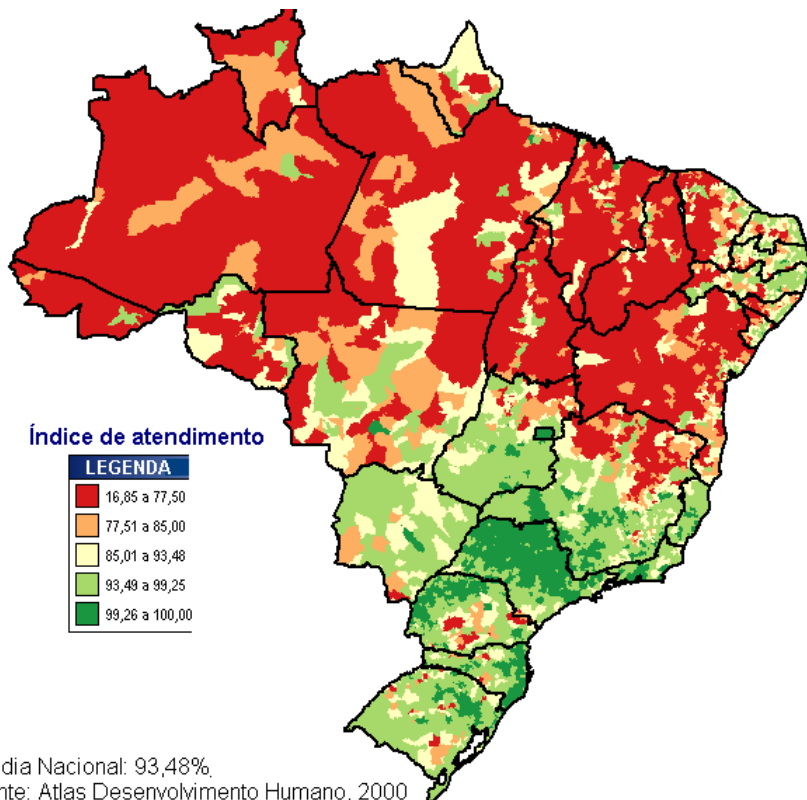 Índice de atendimento
LEGENDA
16,85 a 77,50
77,51 a 85,00
85,01 a 93,48
93,49 a 99,25
99,26 a 100,00
dia Nacional: 93,48%
nte: Atlas Desenvolvimento Humano, 2000